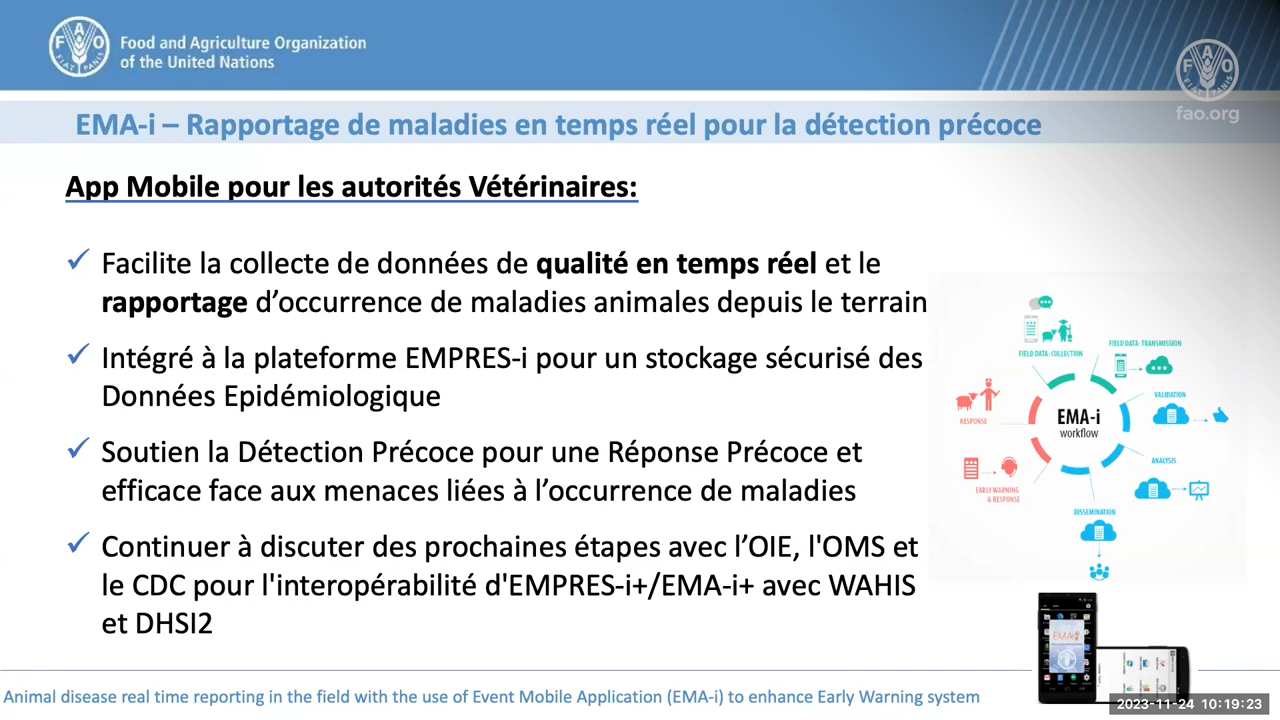 Food and Agriculture Organization
of the United Nations
fao.org
EMA-i – Rapportage de maladies en temps réel pour la détection précoce
App Mobile pour les autorités Vétérinaires:
Facilite la collecte de données de qualité en temps réel et le
rapportage d’occurrence de maladies animales depuis le terrain
Intégré à la plateforme EMPRES-i pour un stockage sécurisé des
Données Epidémiologique
Soutien la Détection Précoce pour une Réponse Précoce et
efficace face aux menaces liées à l’occurrence de maladies
Continuer à discuter des prochaines étapes avec l’OIE, l'OMS et
le CDC pour l'interopérabilité d'EMPRES-i+/EMA-i+ avec WAHIS
et DHSI2
FIELD DATA: COLLECTION
FIELD DATA: TRANSMISSION
VALIDATION
ANALYSIS
DISSEMINATION
EARLY WARNING
& RESPONSE
RESPONSE
EMA-i
workflow
Animal disease real time reporting in the field with the use of Event Mobile Application (EMA-i) to enhance Early Warning system
2023-11-24 10:19:23